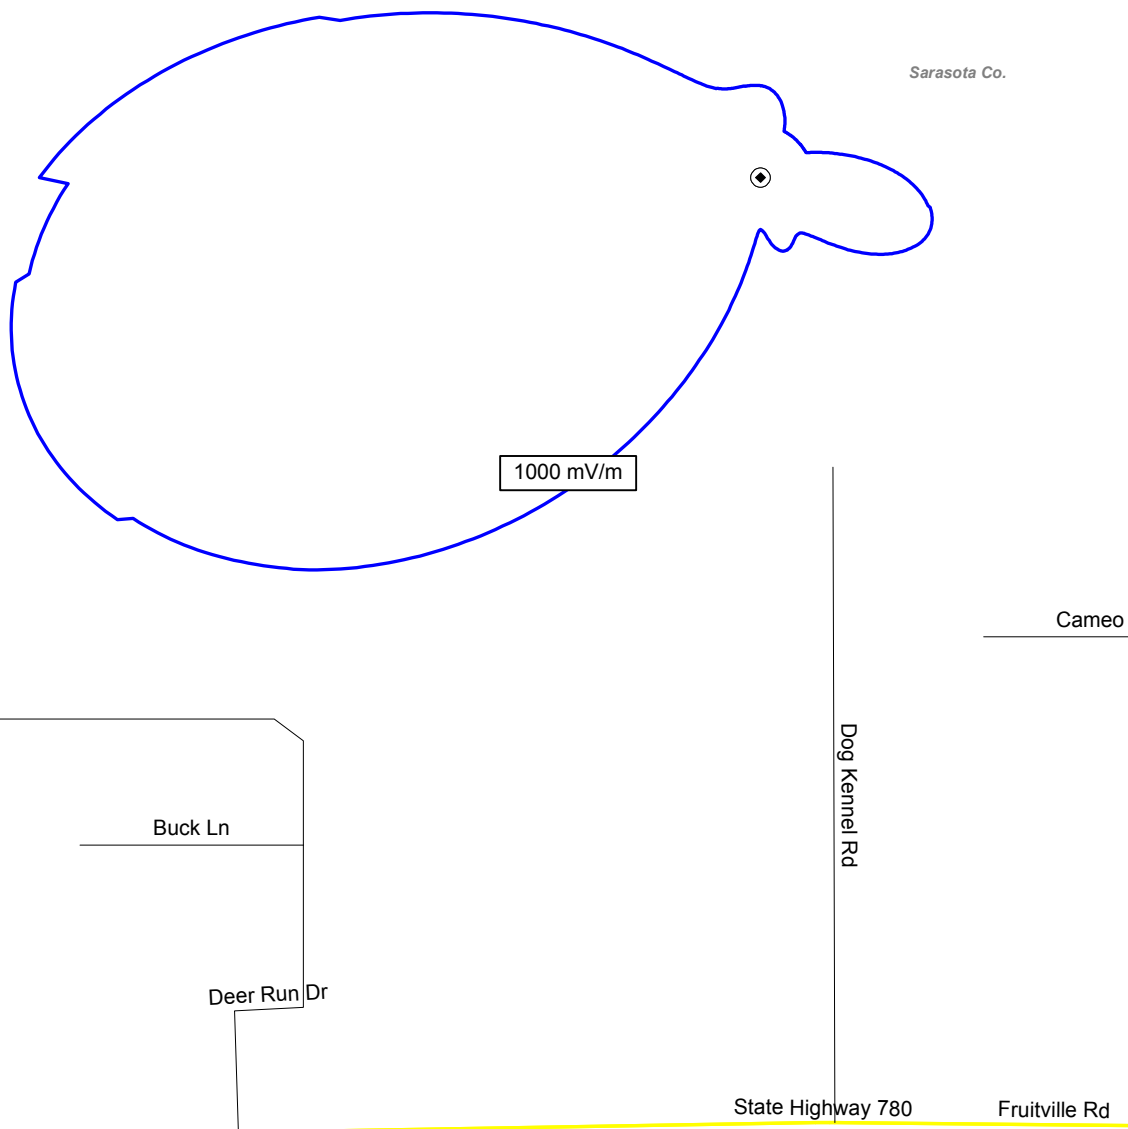 Sarasota Co.
1000 mV/m
Cameo
Dog Kennel Rd
Buck Ln
Deer Run Dr
State Highway 780
Fruitville Rd